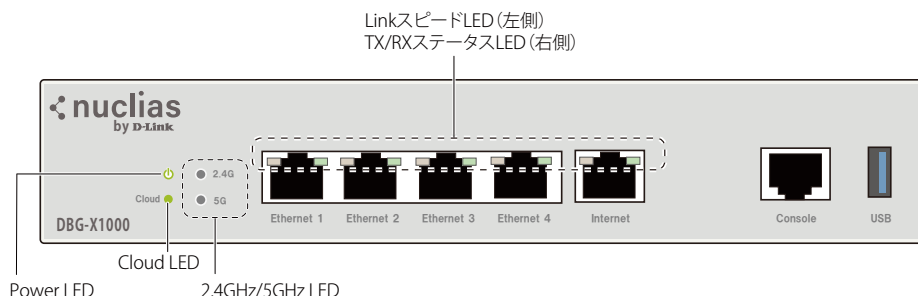 LinkスピードLED（左側）
TX/RXステータスLED（右側）
nuclias
by D-Link
2.4G
Cloud
5G
DBG-X1000
Ethernet 1
Ethernet 2
Ethernet 3
Ethernet 4
Internet
Console
USB
Cloud LED
Power LED
2.4GHz/5GHz LED